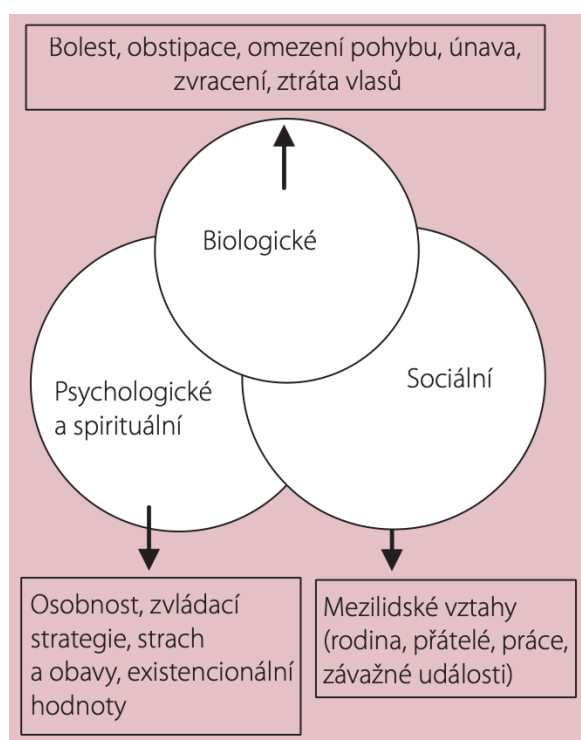 Bolest, obstipace, omezení pohybu, únava,
zvracení, ztráta vlasů
Biologické
Psychologické
a spirituální
Sociální
Osobnost, zvládací
strategie, strach
a obavy, existencionální
hodnoty
Mezilidské vztahy
(rodina, přátelé, práce,
závažné události)